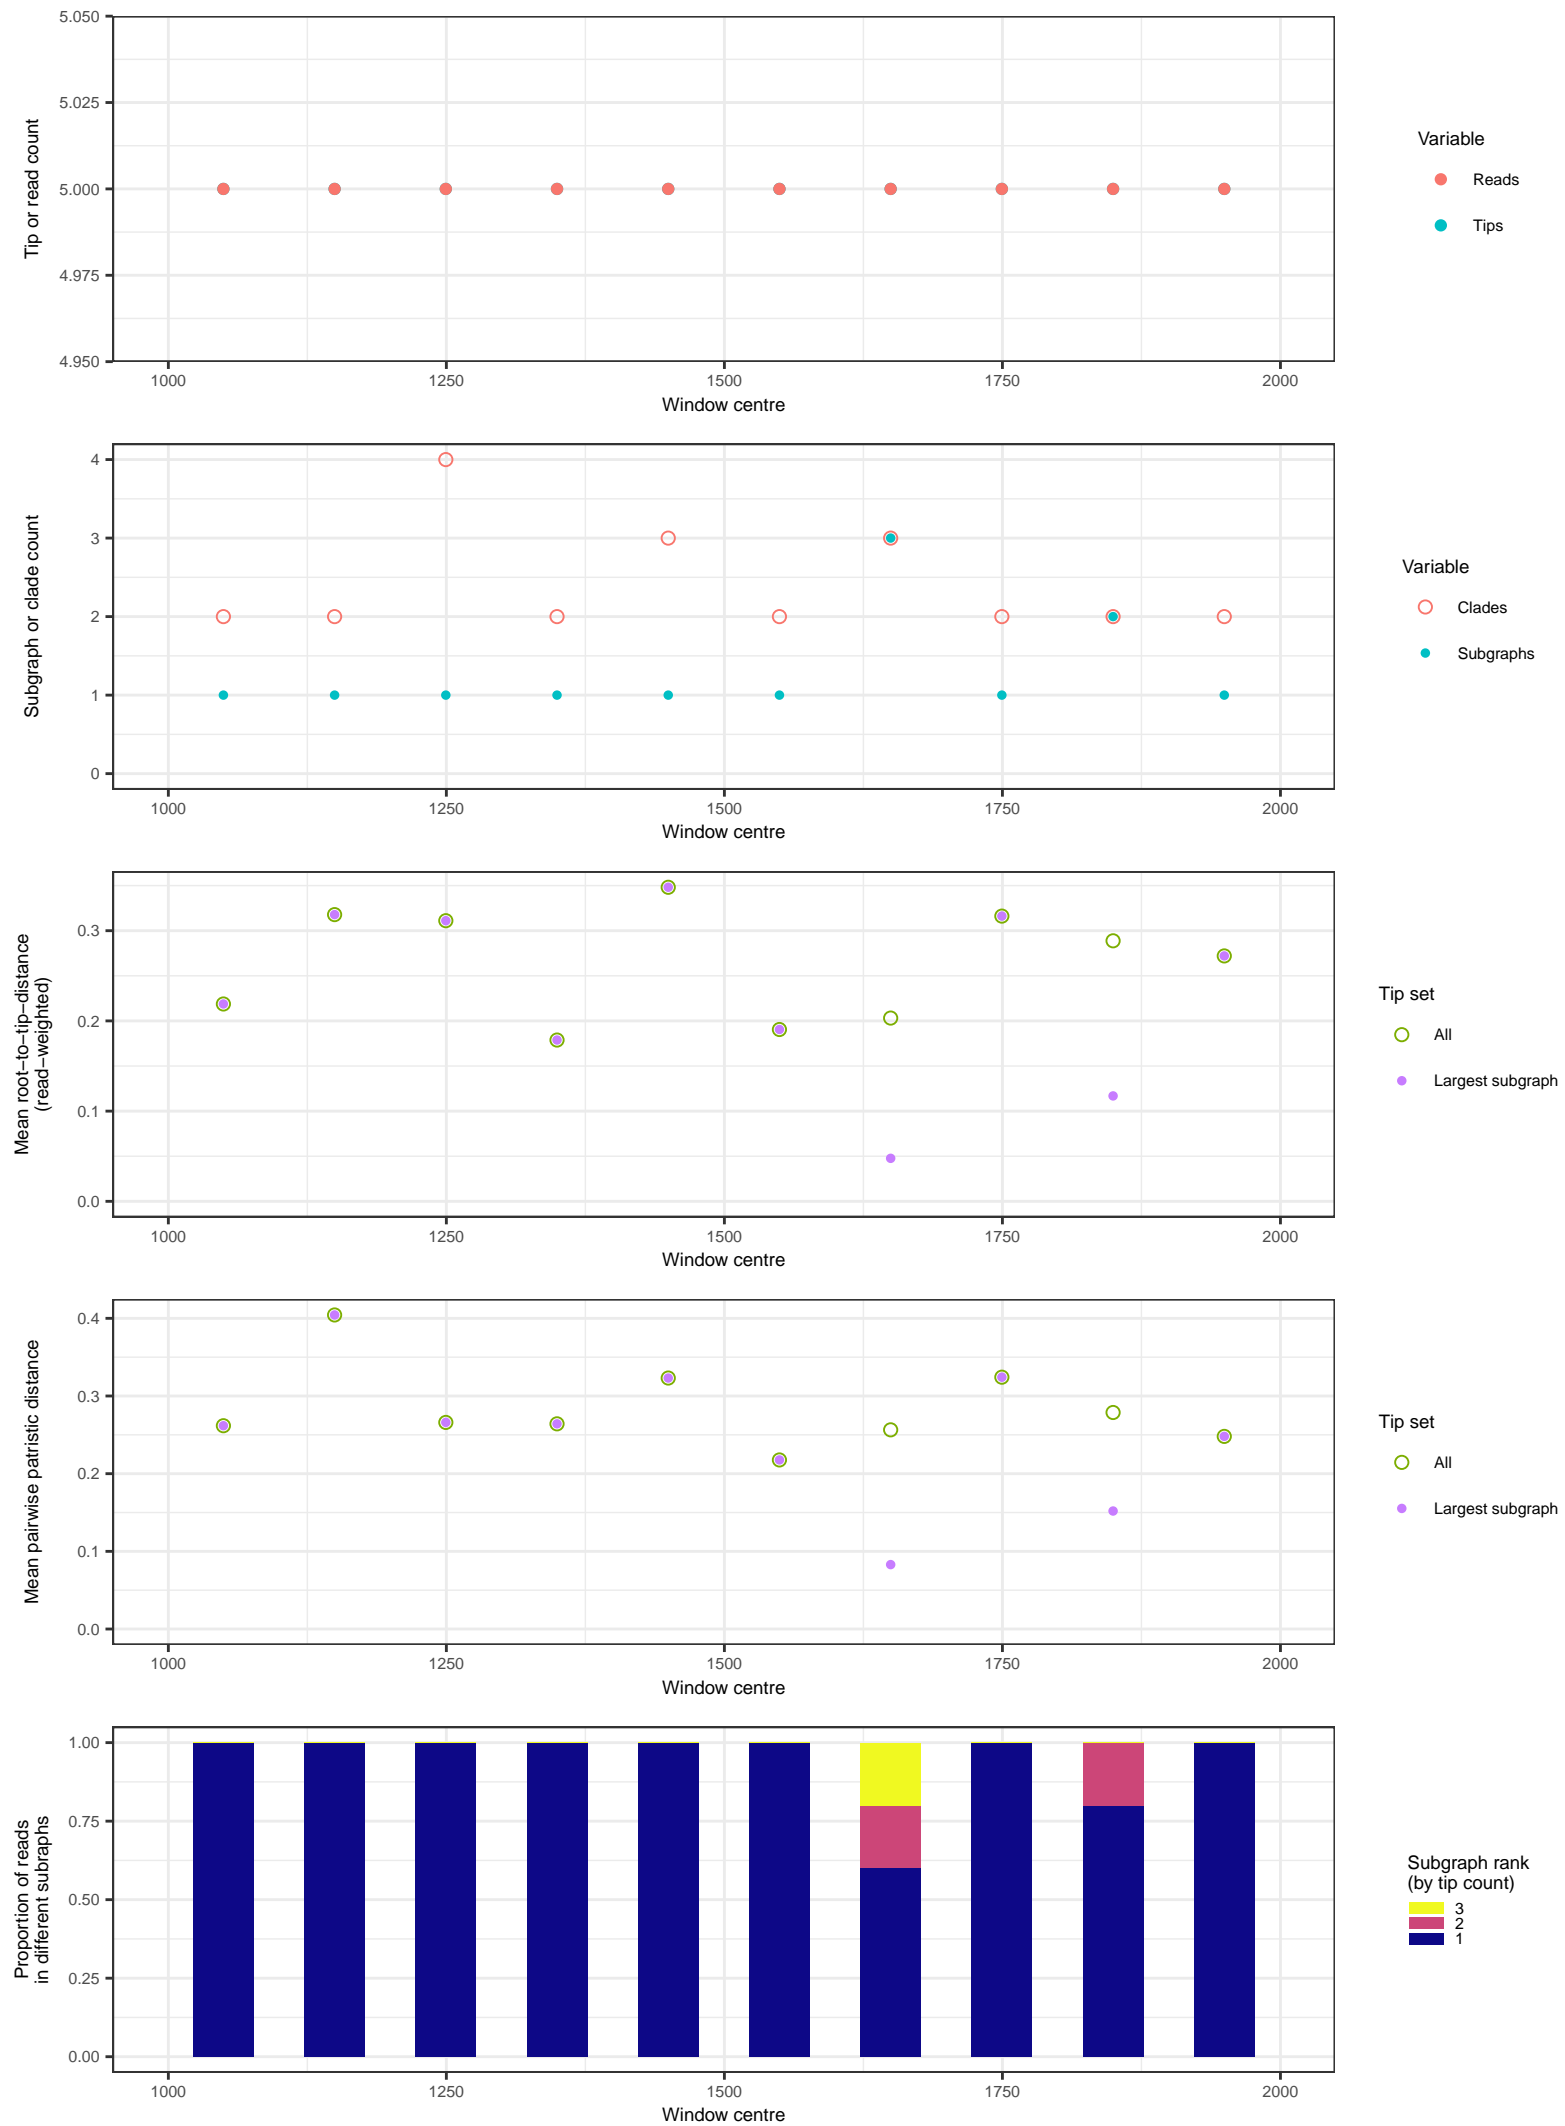 5.050
5.025
5.000
4.975
4.950
Tip or read count
1000 1250 1500 1750 2000
Window centre
Variable
Reads
Tips
4
3
2
1
0
Subgraph or clade count
1000 1250 1500 1750 2000
Window centre
Variable
Clades
Subgraphs
0.3
0.2
0.1
0.0
Mean root−to−tip−distance
(read−weighted)
1000 1250 1500 1750 2000
Window centre
Tip set
All
Largest subgraph
0.4
0.3
0.2
0.1
0.0
Mean pairwise patristic distance
1000 1250 1500 1750 2000
Window centre
Tip set
All
Largest subgraph
1.00
0.75
0.50
0.25
0.00
Proportion of reads
in different subraphs
1000 1250 1500 1750 2000
Window centre
Subgraph rank
(by tip count)
3
2
1